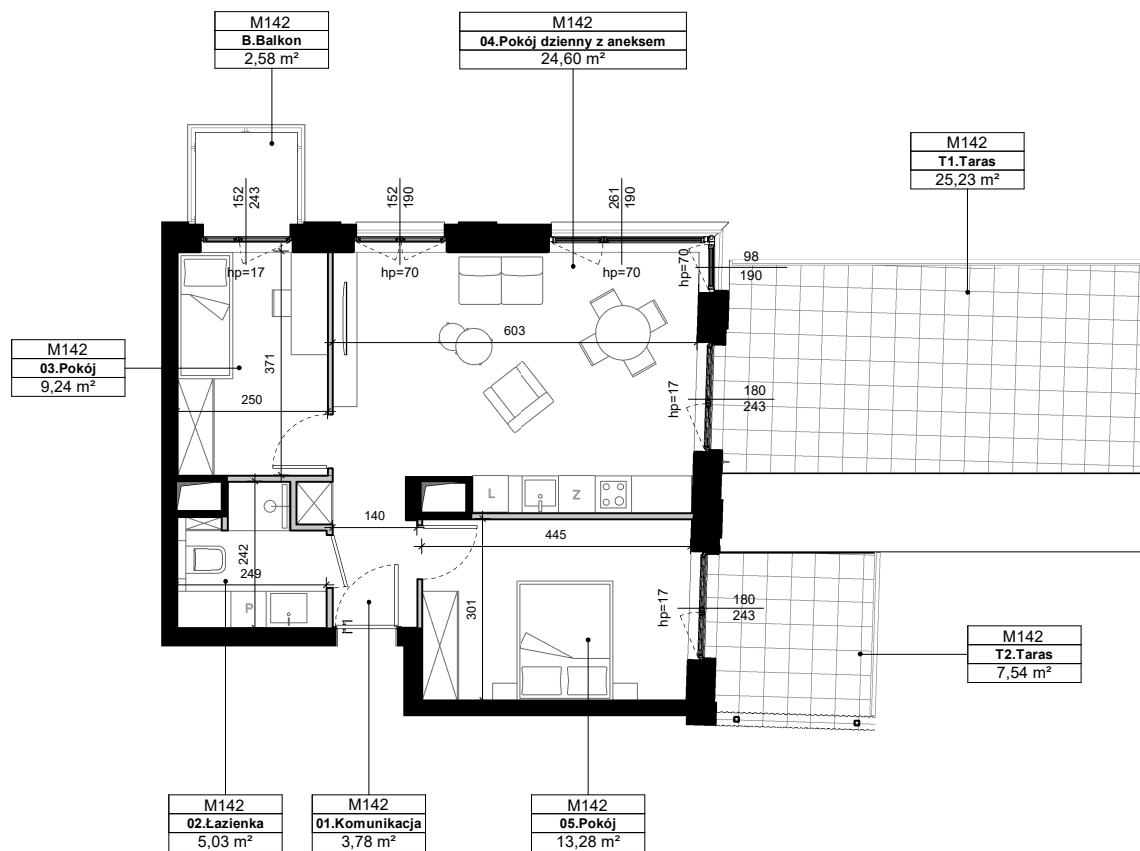 M142
B.Balkon
2,58 m²
M142
04.Pokój dzienny z aneksem
24,60 m²
M142
T1.Taras
25,23 m²
152
243
152
190
261
190
hp=17
hp=70
hp=70
hp=70
98
190
603
M142
03.Pokój
9,24 m²
371
250
hp=17
180
243
L
Z
140
445
242
249
P
301
hp=17
180
243
M142
T2.Taras
7,54 m²
M142
02.Łazienka
5,03 m²
M142
01.Komunikacja
3,78 m²
M142
05.Pokój
13,28 m²